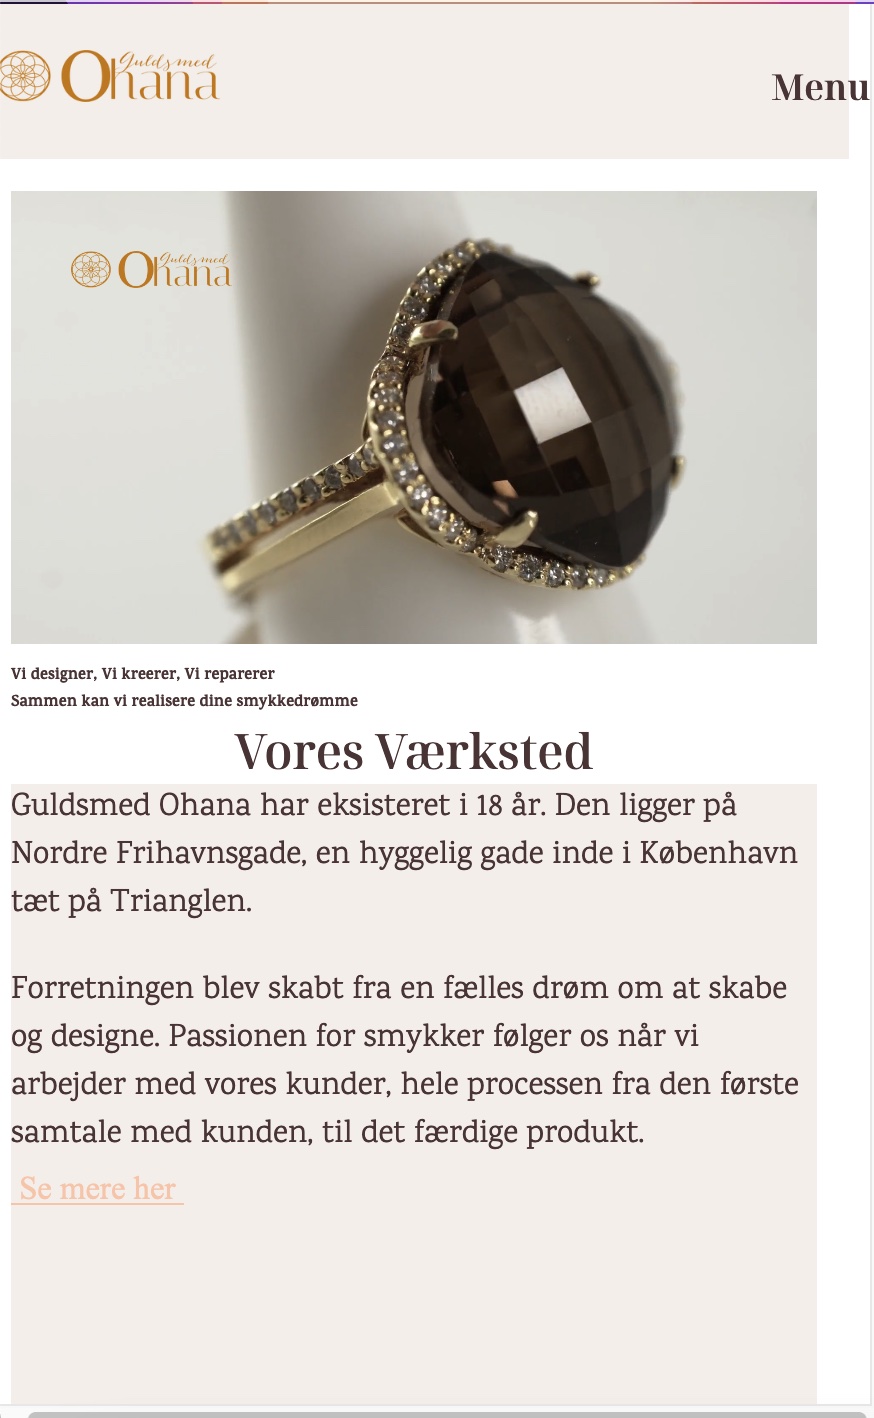 Guldsmed
Ohana
Menu
Guldsmed
Ohana
Vi designer, Vi kreerer, Vi reparerer
Sammen kan vi realisere dine smykkedrømme
Vores Værksted
Guldsmed Ohana har eksisteret i 18 år. Den ligger på
Nordre Frihavnsgade, en hyggelig gade inde i København
tæt på Trianglen.
Forretningen blev skabt fra en fælles drøm om at skabe
og designe. Passionen for smykker følger os når vi
arbejder med vores kunder, hele processen fra den første
samtale med kunden, til det færdige produkt.
Se mere her